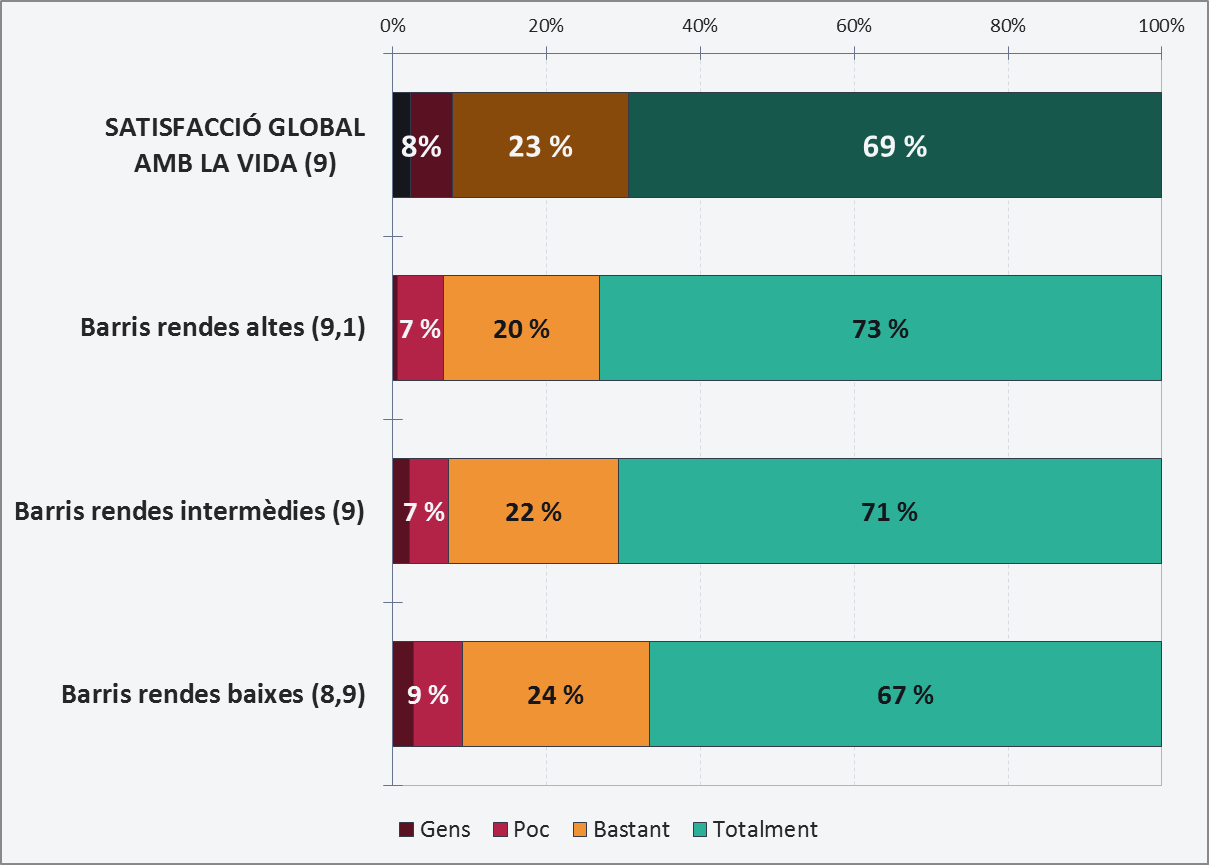 0% 20% 40% 60% 80% 100%
SATISFACCIÓ GLOBAL
AMB LA VIDA (9)
8% 23 % 69 %
Barris rendes altes (9,1)
7 % 20 % 73 %
Barris rendes intermèdies (9)
7 % 22 % 71 %
Barris rendes baixes (8,9)
9 % 24 % 67 %
Gens Poc Bastant Totalment